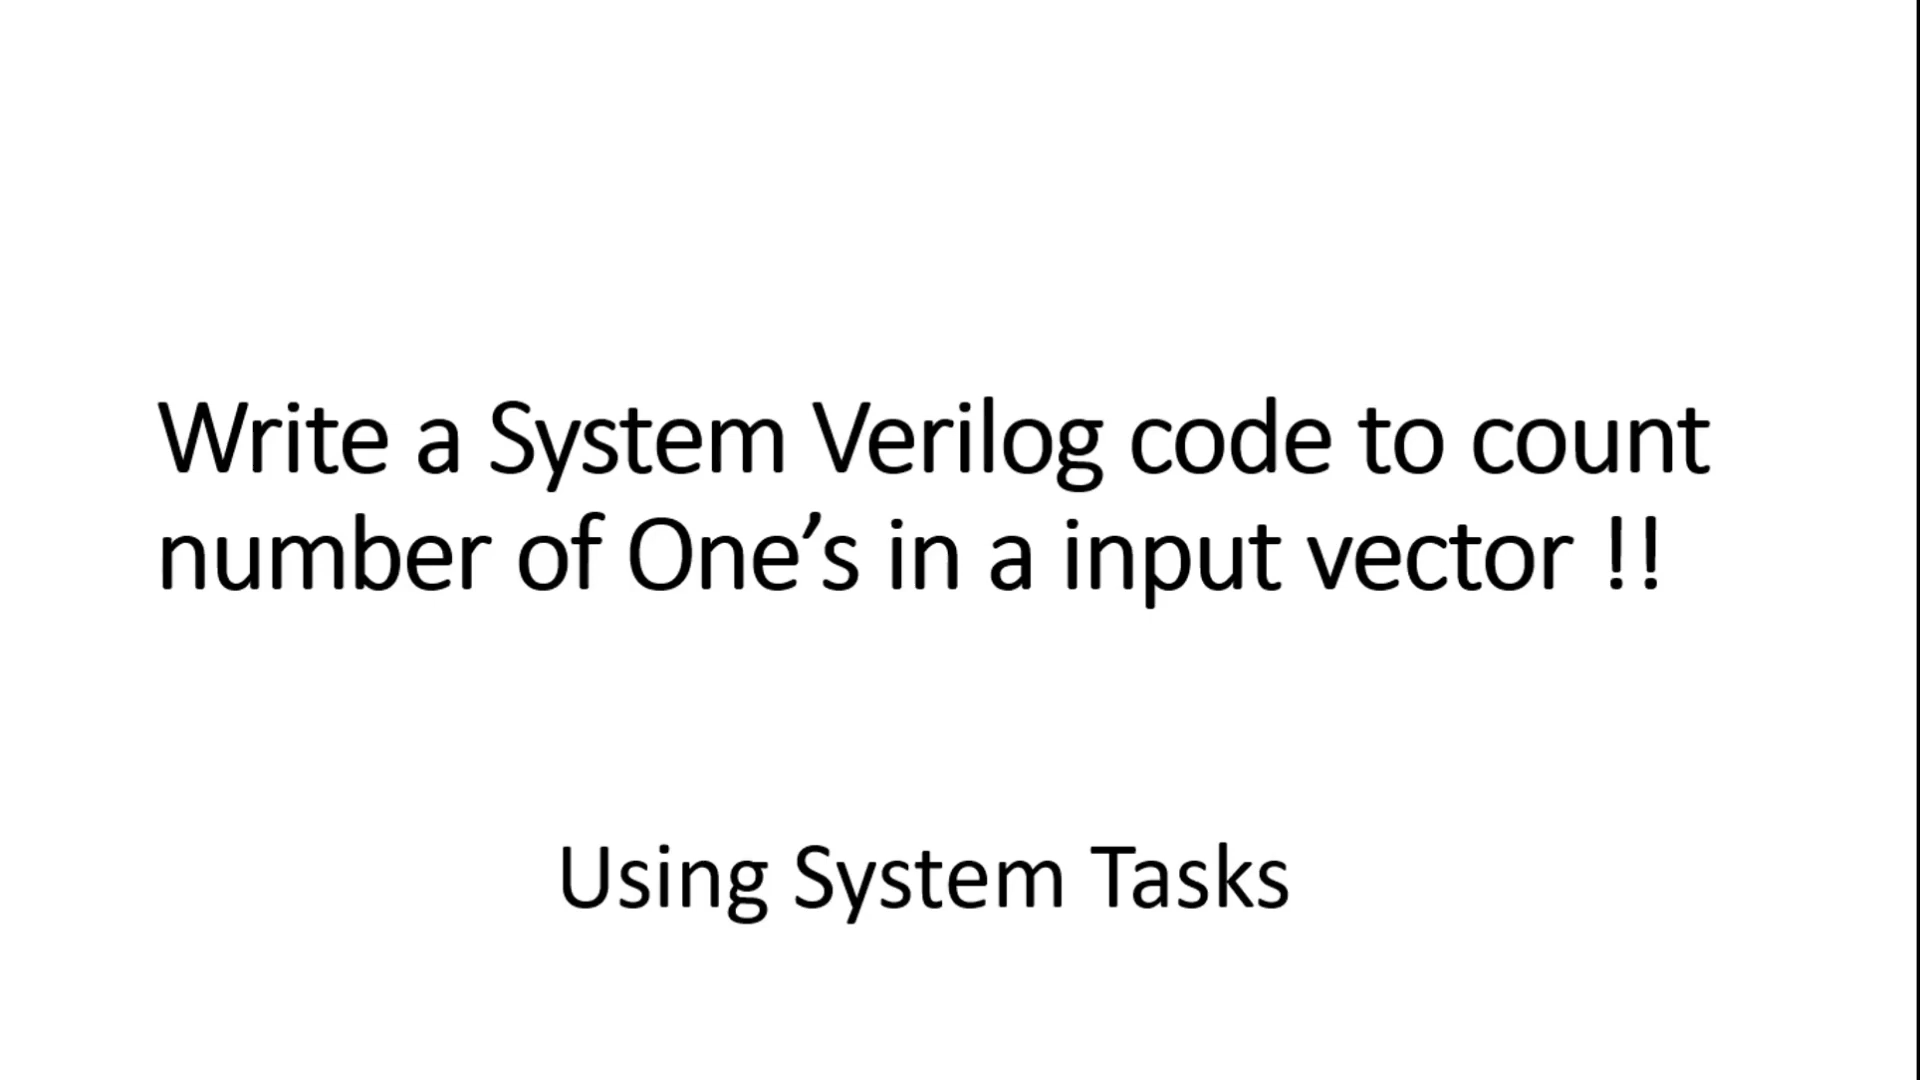 Write a System Verilog code to count
number of One’s in a input vector !!
Using System Tasks